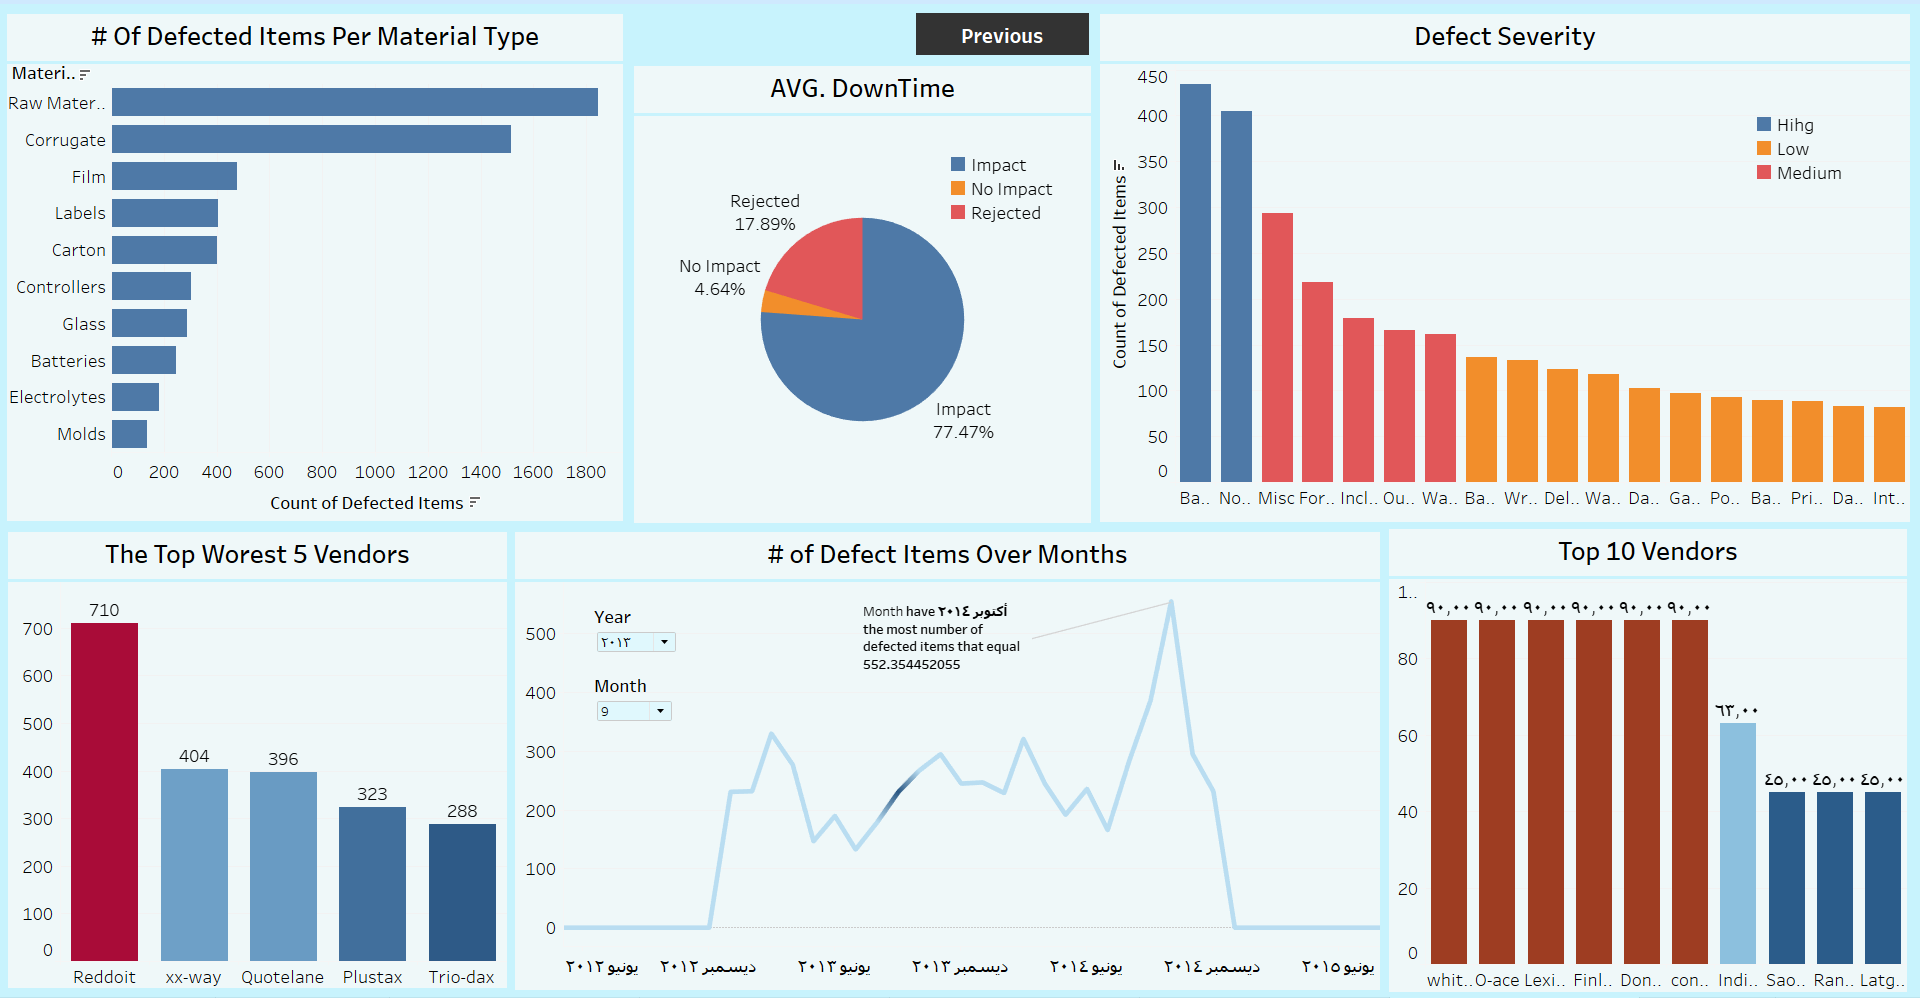 # Of Defected Items Per Material Type
Materi..
Raw Mater..
Corrugate
Film
Labels
Carton
Controllers
Glass
Batteries
Electrolytes
Molds
0 200 400 600 800 1000 1200 1400 1600 1800
Count of Defected Items
Previous
AVG. DownTime
Impact
No Impact
Rejected
Rejected
17.89%
No Impact
4.64%
Impact
77.47%
Defect Severity
Count of Defected Items
450
400
350
300
250
200
150
100
50
0
Hihg
Low
Medium
Ba.. No.. Misc For.. Incl.. Ou.. Wa.. Ba.. Wr.. Del.. Wa.. Da.. Ga.. Po.. Ba.. Pri.. Da.. Int..
The Top Worest 5 Vendors
700
600
500
400
300
200
100
0
710
404
396
323
288
Reddoit xx-way Quotelane Plustax Trio-dax
# of Defect Items Over Months
Year
٢٠١٣
Month
9
Month have أكتوبر ٢٠١٤
the most number of
defected items that equal
552.354452055
500
400
300
200
100
0
يونيو ٢٠١٢ ديسمبر ٢٠١٢ يونيو ٢٠١٣ ديسمبر ٢٠١٣ يونيو ٢٠١٤ ديسمبر ٢٠١٤ يونيو ٢٠١٥
Top 10 Vendors
1..
80
60
40
20
0
٩٠,٠٠ ٩٠,٠٠ ٩٠,٠٠ ٩٠,٠٠ ٩٠,٠٠ ٩٠,٠٠
٦٣,٠٠
٤٥,٠٠ ٤٥,٠٠ ٤٥,٠٠
whit.. O-ace Lexi.. Finl.. Don.. con.. Indi.. Sao.. Ran.. Latg..